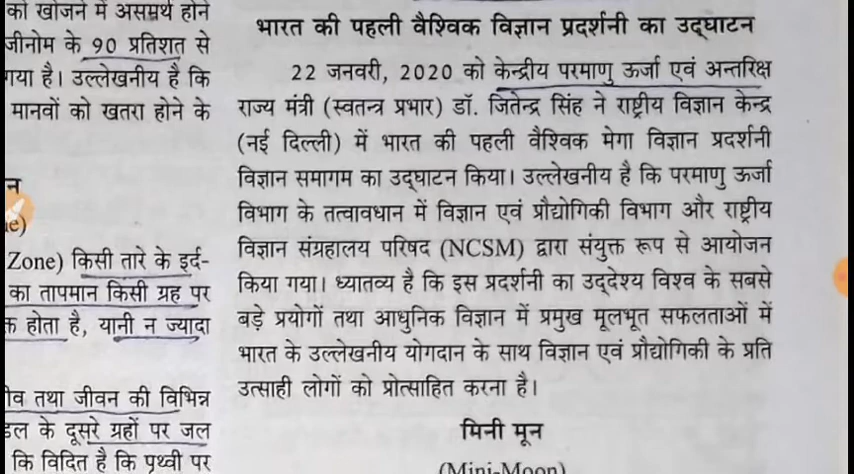 को खोजने में असमर्थ होने
जीनोम के 90 प्रतिशत से
गया है। उल्लेखनीय है कि
मानवों को खतरा होने के
न
ne)
Zone) किसी तारे के इर्द-
का तापमान किसी ग्रह पर
क होता है, यानी न ज्यादा
तथा जीवन की विभिन्न
के दूसरे ग्रहों पर जल
कि विदित है कि पृथ्वी पर
भारत की पहली वैश्विक विज्ञान प्रदर्शनी का उद्घाटन
22 जनवरी, 2020 को केन्द्रीय परमाणु ऊर्जा एवं अन्तरिक्ष
राज्य मंत्री (स्वतन्त्र प्रभार) डॉ. जितेन्द्र सिंह ने राष्ट्रीय विज्ञान केन्द्र
(नई दिल्ली) में भारत की पहली वैश्विक मेगा विज्ञान प्रदर्शनी
विज्ञान समागम का उद्घाटन किया। उल्लेखनीय है कि परमाणु ऊर्जा
विभाग के तत्वावधान में विज्ञान एवं प्रौद्योगिकी विभाग और राष्ट्रीय
विज्ञान संग्रहालय परिषद (NCSM) द्वारा संयुक्त रूप से आयोजन
किया गया। ध्यातव्य है कि इस प्रदर्शनी का उद्देश्य विश्व के सबसे
बड़े प्रयोगों तथा आधुनिक विज्ञान में प्रमुख मूलभूत सफलताओं में
भारत के उल्लेखनीय योगदान के साथ विज्ञान एवं प्रौद्योगिकी के प्रति
उत्साही लोगों को प्रोत्साहित करना है।
मिनी मून
(Mini-Moon)